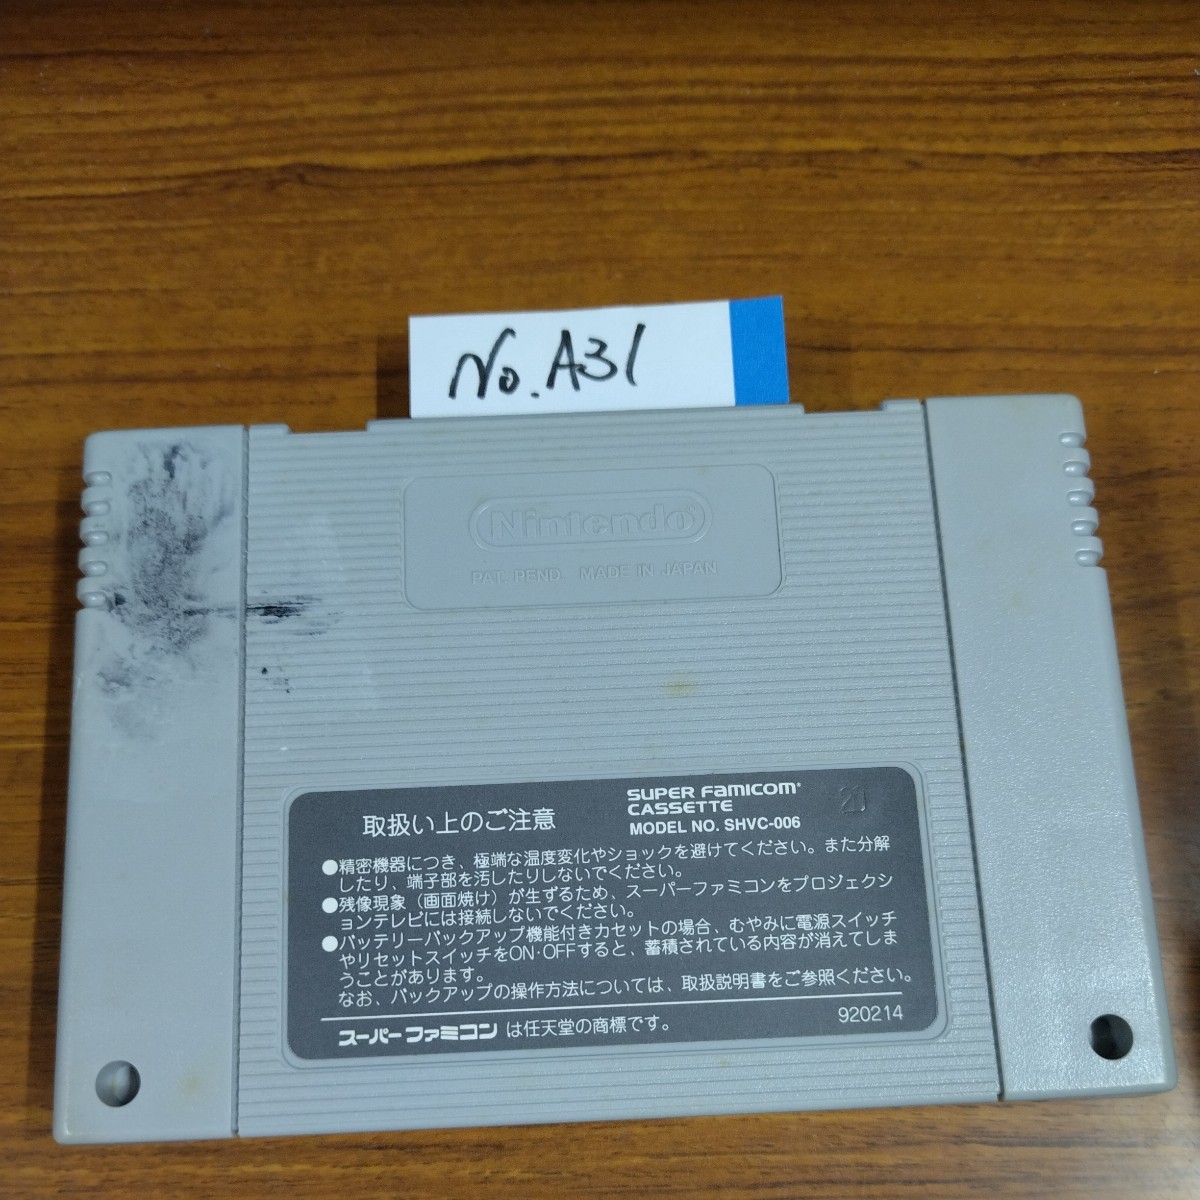 No. A31
Nintendo®
PAT. PEND. MADE IN JAPAN
SUPER FAMICOM®
CASSETTE
MODEL NO. SHVC-006
取扱い上のご注意
●精密機器につき、極端な温度変化やショックを避けてください。また分解
したり、端子部を汚したりしないでください。
●残像現象（画面焼け）が生ずるため、スーパーファミコンをプロジェクシ
ョンテレビには接続しないでください。
●バッテリーバックアップ機能付きカセットの場合、むやみに電源スイッチ
やリセットスイッチをON·OFFすると、蓄積されている内容が消えてしま
うことがあります。
なお、バックアップの操作方法については、取扱説明書をご参照ください。
スーパーファミコン は任天堂の商標です。
920214